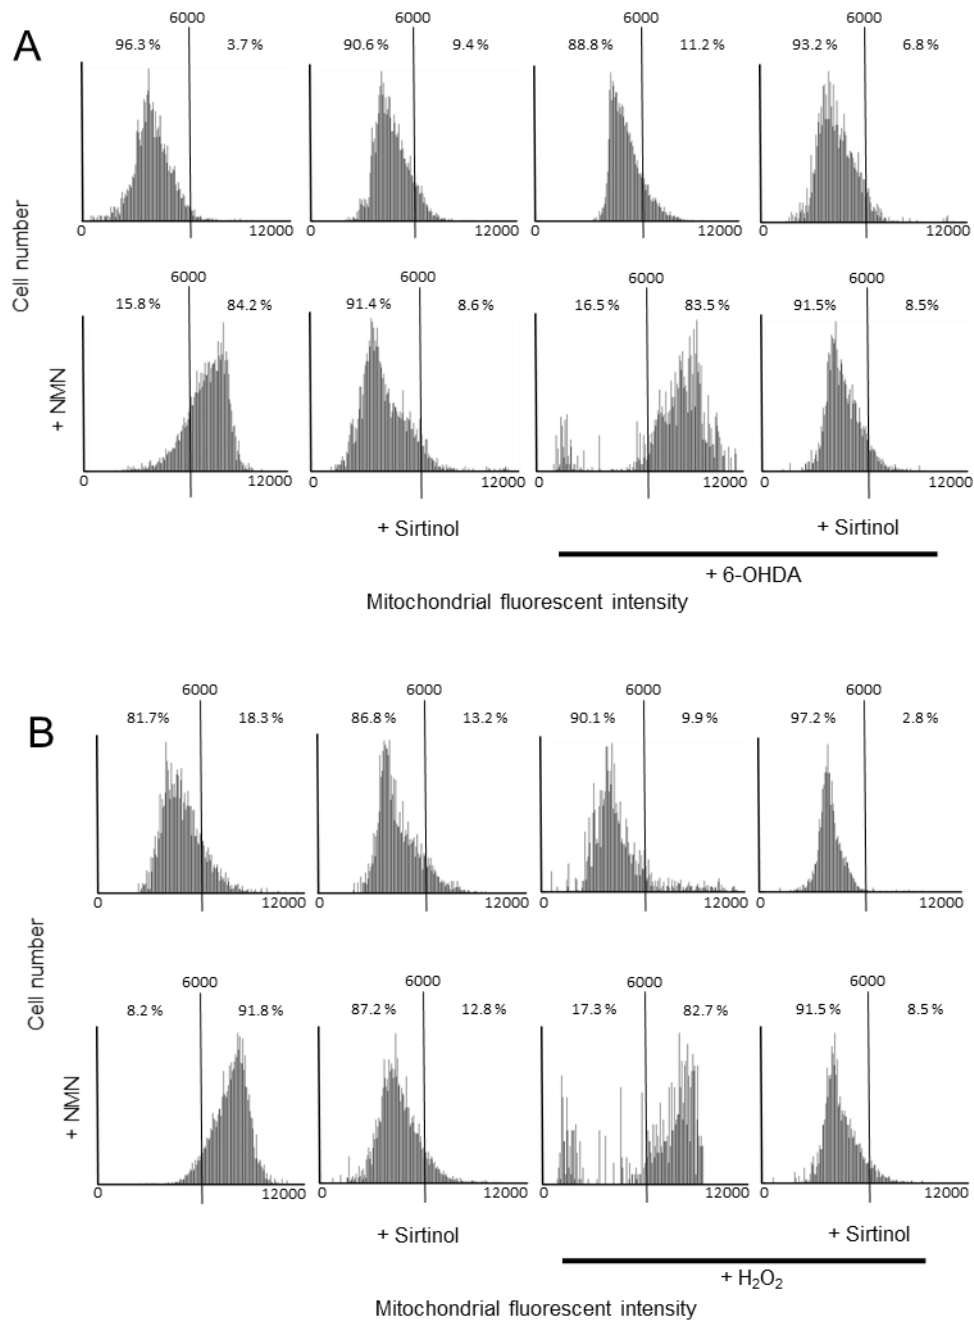 A
6000 6000 6000 6000
96.3 % 3.7 % 90.6 % 9.4 % 88.8 % 11.2 % 93.2 % 6.8 %
0 12000 0 12000 0 12000 0 12000
Cell number
6000 6000 6000 6000
15.8 % 84.2 % 91.4 % 8.6 % 16.5 % 83.5 % 91.5 % 8.5 %
+ NMN
0 12000 0 12000 0 12000 0 12000
+ Sirtinol + Sirtinol
+ 6-OHDA
Mitochondrial fluorescent intensity
B
6000 6000 6000 6000
81.7% 18.3 % 86.8 % 13.2 % 90.1 % 9.9 % 97.2 % 2.8 %
0 12000 0 12000 0 12000 0 12000
Cell number
6000 6000 6000 6000
8.2 % 91.8 % 87.2 % 12.8 % 17.3 % 82.7 % 91.5 % 8.5 %
+ NMN
0 12000 0 12000 0 12000 0 12000
+ Sirtinol + Sirtinol
+ H₂O₂
Mitochondrial fluorescent intensity